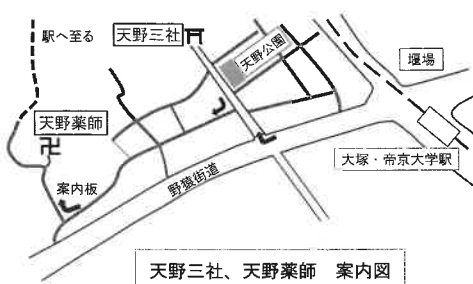 駅へ至る
天野三社
天野公園
堰場
天野薬師
大塚・帝京大学駅
案内板
野猿街道
天野三社、天野薬師 案内図